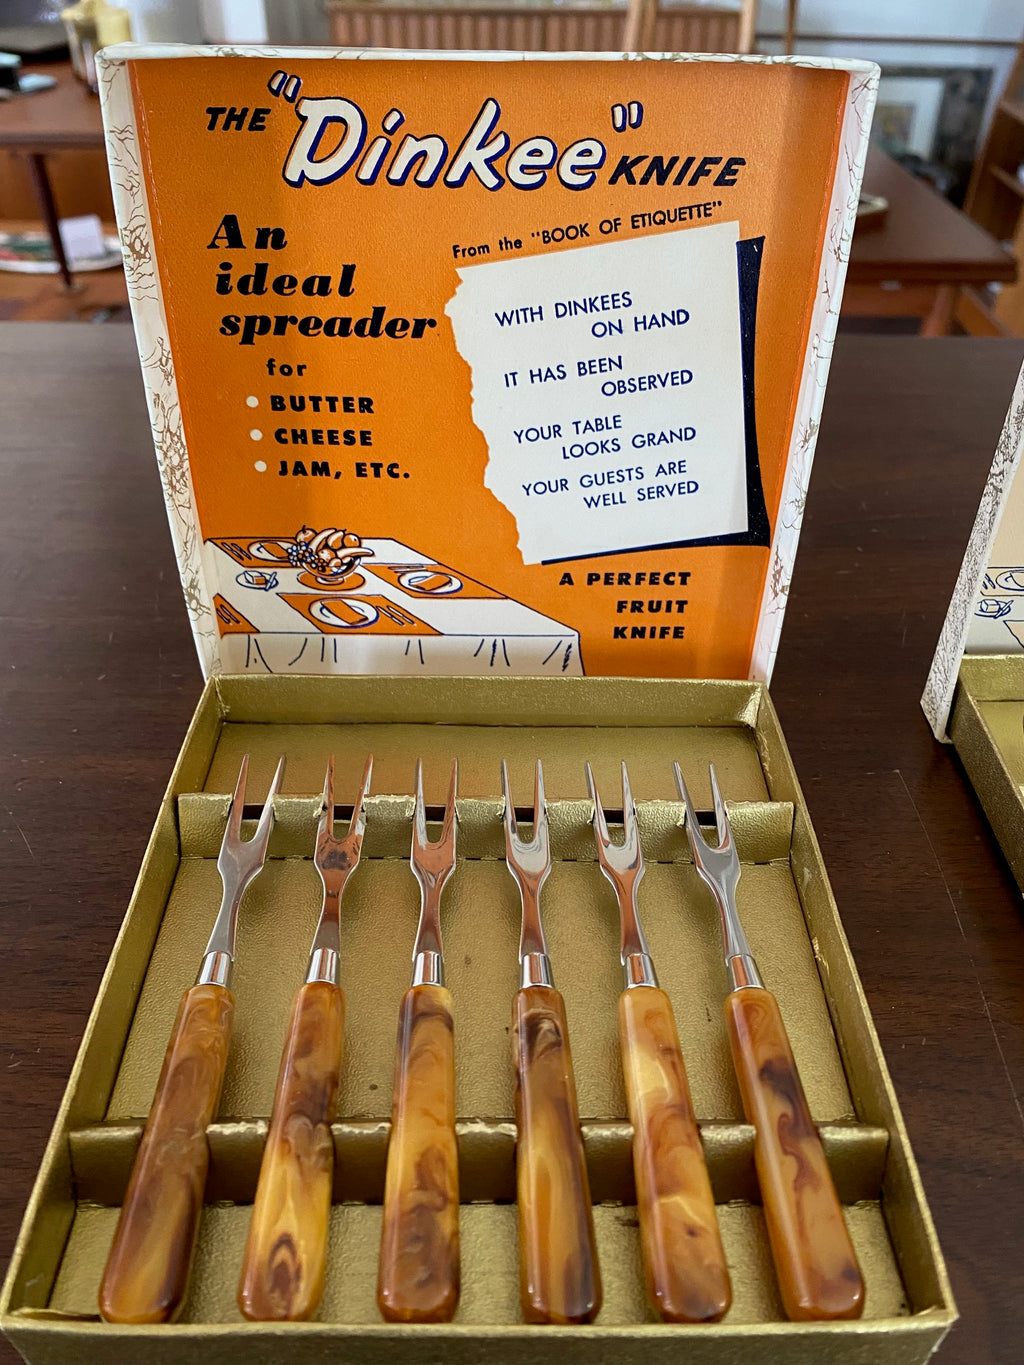 THE "Dinkee" KNIFE
An
ideal
spreader
for
• BUTTER
• CHEESE
• JAM, ETC.
From the "BOOK OF ETIQUETTE"
WITH DINKEES
ON HAND
IT HAS BEEN
OBSERVED
YOUR TABLE
LOOKS GRAND
YOUR GUESTS ARE
WELL SERVED
A PERFECT
FRUIT
KNIFE